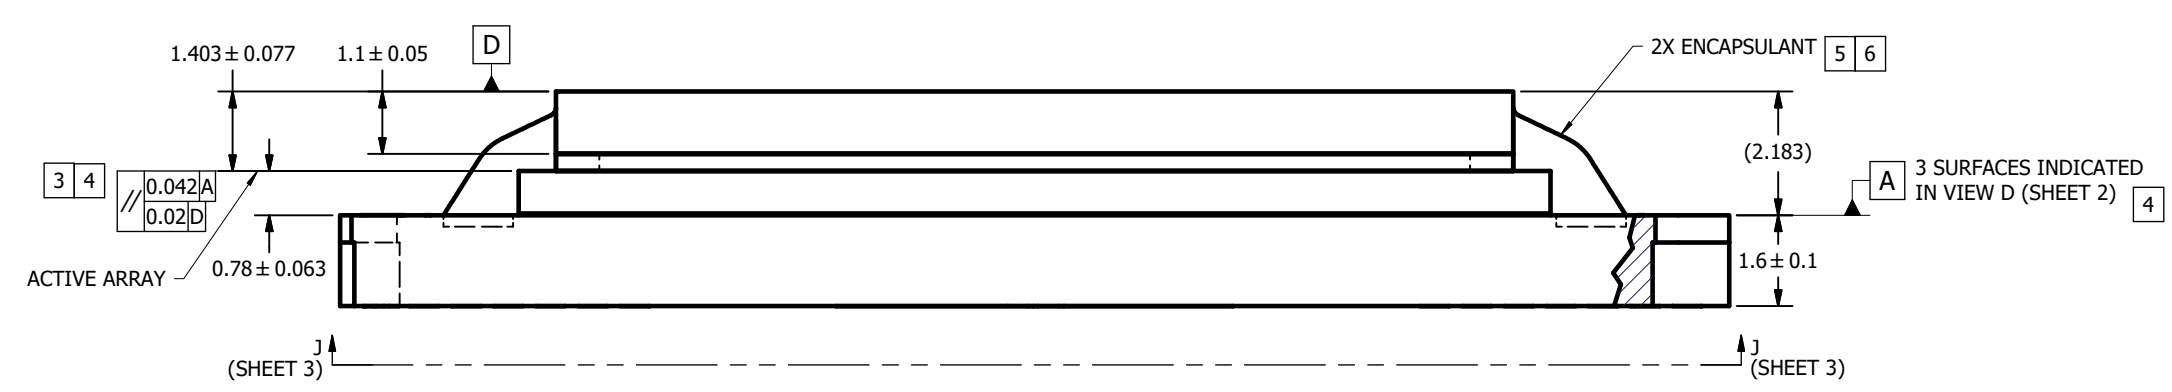 1.403 ± 0.077
1.1 ± 0.05
D
2X ENCAPSULANT 5 6
(2.183)
3 4
// 0.042 A
0.02 D
A 3 SURFACES INDICATED
IN VIEW D (SHEET 2) 4
ACTIVE ARRAY
0.78 ± 0.063
1.6 ± 0.1
J
(SHEET 3)
J
(SHEET 3)